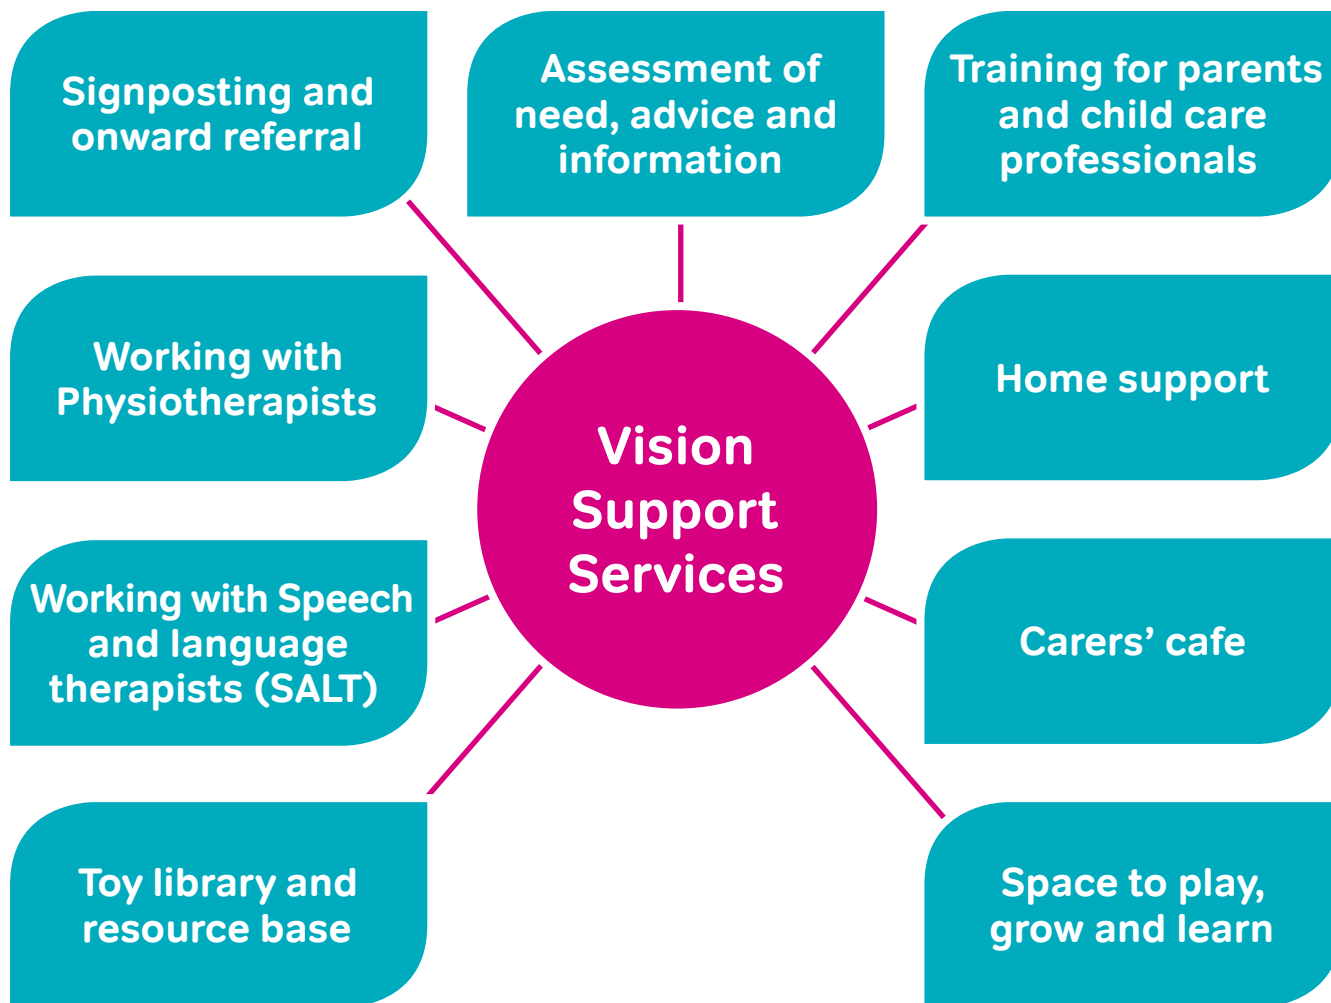 Signposting and
onward referral
Assessment of
need, advice and
information
Training for parents
and child care
professionals
Working with
Physiotherapists
Home support
Vision
Support
Services
Working with Speech
and language
therapists (SALT)
Carers’ cafe
Toy library and
resource base
Space to play,
grow and learn